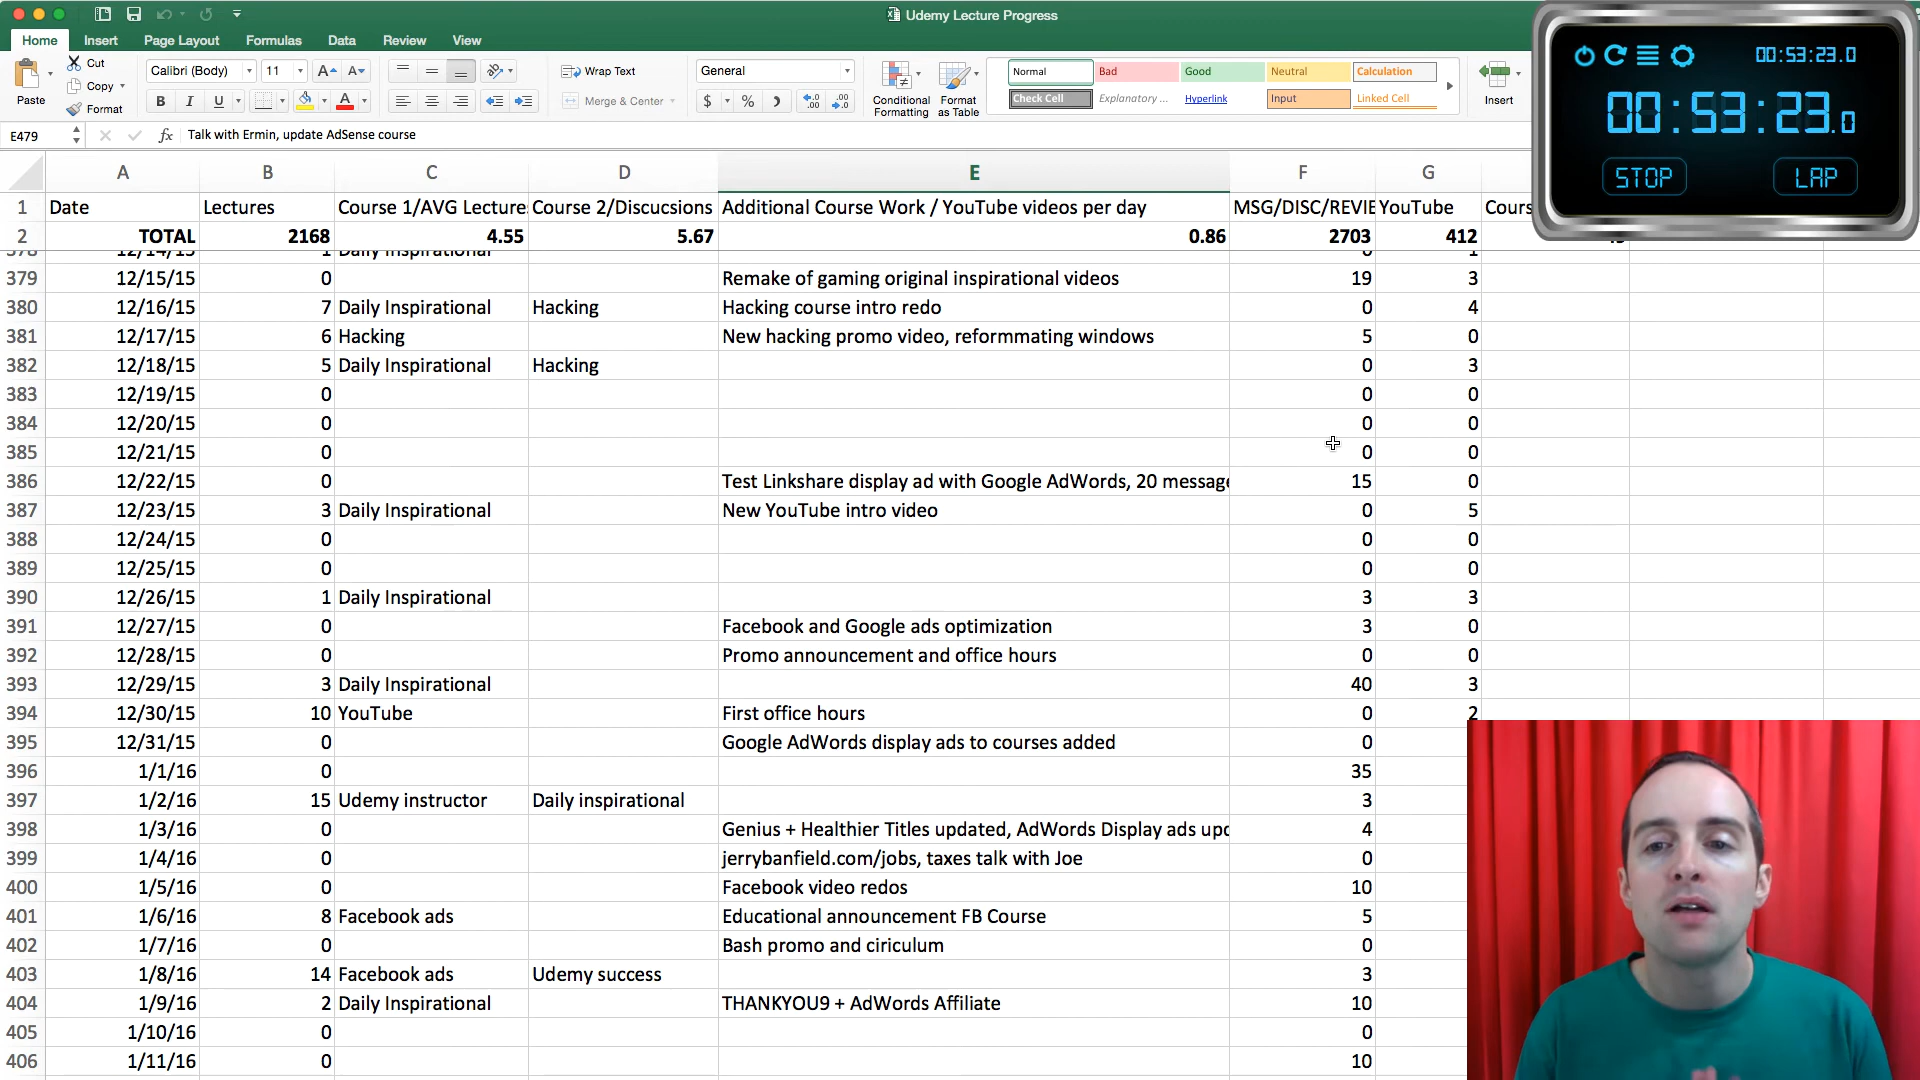 Udemy Lecture Progress
Home Insert Page Layout Formulas Data Review View
Paste Cut Copy Format
Calibri (Body) 11 A A
B I U A
Wrap Text
Merge & Center
General
$ %
Conditional Formatting
Format as Table
Normal Bad Good Neutral Calculation
Check Cell Explanatory ... Hyperlink Input Linked Cell
Insert
00:53:23.0
00:53:23.0
STOP LAP
E479 fx Talk with Ermin, update AdSense course
A B C D E F G
1 Date Lectures Course 1/AVG Lecture Course 2/Discucsions Additional Course Work / YouTube videos per day MSG/DISC/REVIE YouTube Cours
2 TOTAL 2168 4.55 5.67 0.86 2703 412
378 12/14/15 1 Daily Inspirational 0 1
379 12/15/15 0 Remake of gaming original inspirational videos 19 3
380 12/16/15 7 Daily Inspirational Hacking Hacking course intro redo 0 4
381 12/17/15 6 Hacking New hacking promo video, reformmating windows 5 0
382 12/18/15 5 Daily Inspirational Hacking 0 3
383 12/19/15 0 0 0
384 12/20/15 0 0 0
385 12/21/15 0 0 0
386 12/22/15 0 Test Linkshare display ad with Google AdWords, 20 message 15 0
387 12/23/15 3 Daily Inspirational New YouTube intro video 0 5
388 12/24/15 0 0 0
389 12/25/15 0 0 0
390 12/26/15 1 Daily Inspirational 3 3
391 12/27/15 0 Facebook and Google ads optimization 3 0
392 12/28/15 0 Promo announcement and office hours 0 0
393 12/29/15 3 Daily Inspirational 40 3
394 12/30/15 10 YouTube First office hours 0 2
395 12/31/15 0 Google AdWords display ads to courses added 0
396 1/1/16 0 35
397 1/2/16 15 Udemy instructor Daily inspirational 3
398 1/3/16 0 Genius + Healthier Titles updated, AdWords Display ads upd 4
399 1/4/16 0 jerrybanfield.com/jobs, taxes talk with Joe 0
400 1/5/16 0 Facebook video redos 10
401 1/6/16 8 Facebook ads Educational announcement FB Course 5
402 1/7/16 0 Bash promo and ciriculum 0
403 1/8/16 14 Facebook ads Udemy success 3
404 1/9/16 2 Daily Inspirational THANKYOU9 + AdWords Affiliate 10
405 1/10/16 0 0
406 1/11/16 0 10